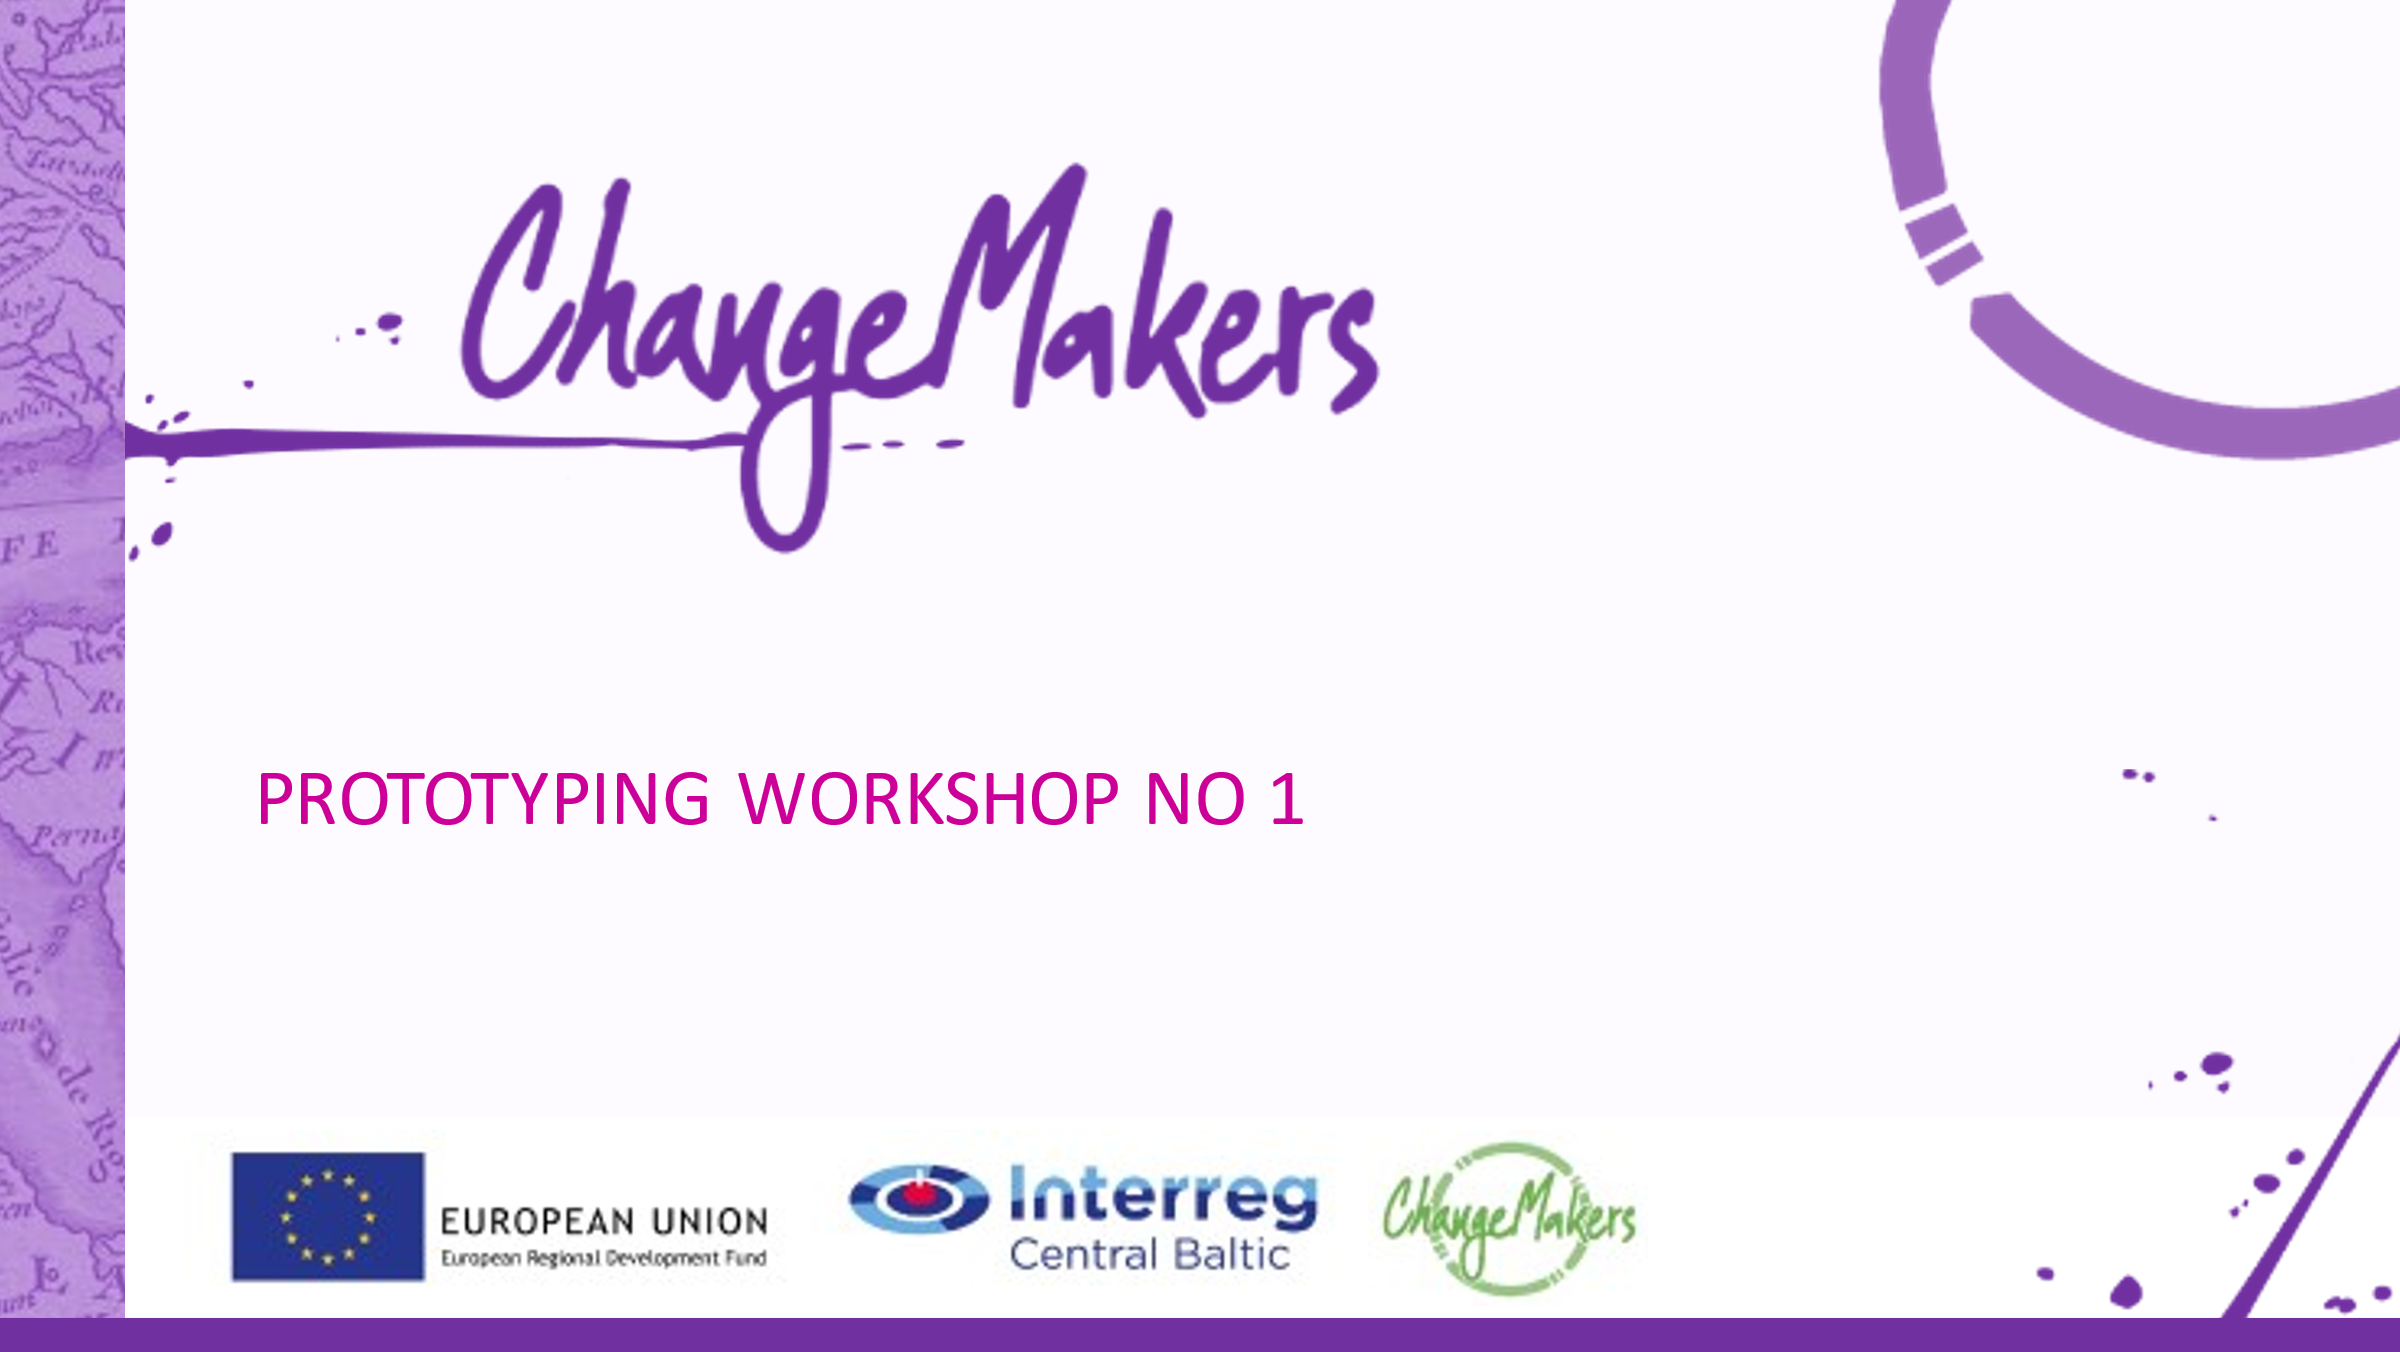 ChangeMakers
PROTOTYPING WORKSHOP NO 1
EUROPEAN UNION
European Regional Development Fund
Interreg
Central Baltic
ChangeMakers